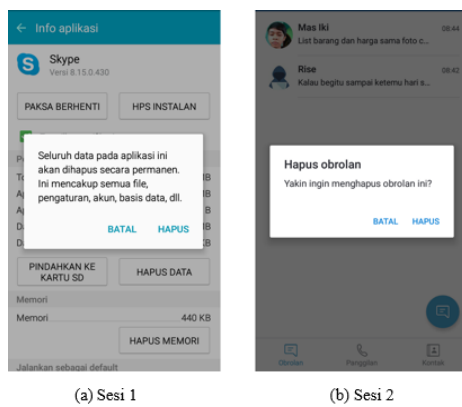 Info aplikasi
Skype
Versi 8.15.0.430
PAKSA BERHENTI
HPS INSTALAN
Seluruh data pada aplikasi ini
akan dihapus secara permanen.
Ini mencakup semua file,
pengaturan, akun, basis data, dll.
BATAL HAPUS
PINDAHKAN KE
KARTU SD
HAPUS DATA
Memori
Memori 440 KB
HAPUS MEMORI
Jalankan sebagai default
(a) Sesi 1
Mas Iki 08.44
List barang dan harga sama foto c...
Rise 08.42
Kalau begitu sampai ketemu hari s...
Hapus obrolan
Yakin ingin menghapus obrolan ini?
BATAL HAPUS
Obrolan Panggilan Kontak
(b) Sesi 2